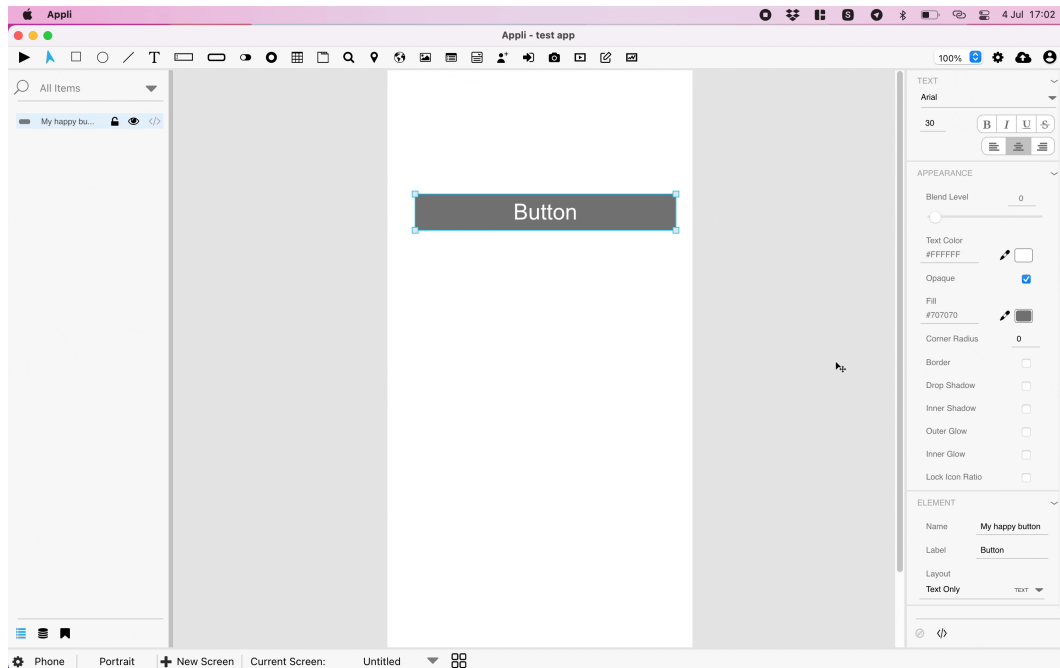 Appli
4 Jul 17:02
Appli - test app
T
100%
All Items
My happy bu...
</>
Button
TEXT
Arial
30
B I U S
APPEARANCE
Blend Level
0
Text Color
#FFFFFF
Opaque
Fill
#707070
Corner Radius
0
Border
Drop Shadow
Inner Shadow
Outer Glow
Inner Glow
Lock Icon Ratio
ELEMENT
Name
My happy button
Label
Button
Layout
Text Only
TEXT
</>
Phone
Portrait
New Screen
Current Screen:
Untitled